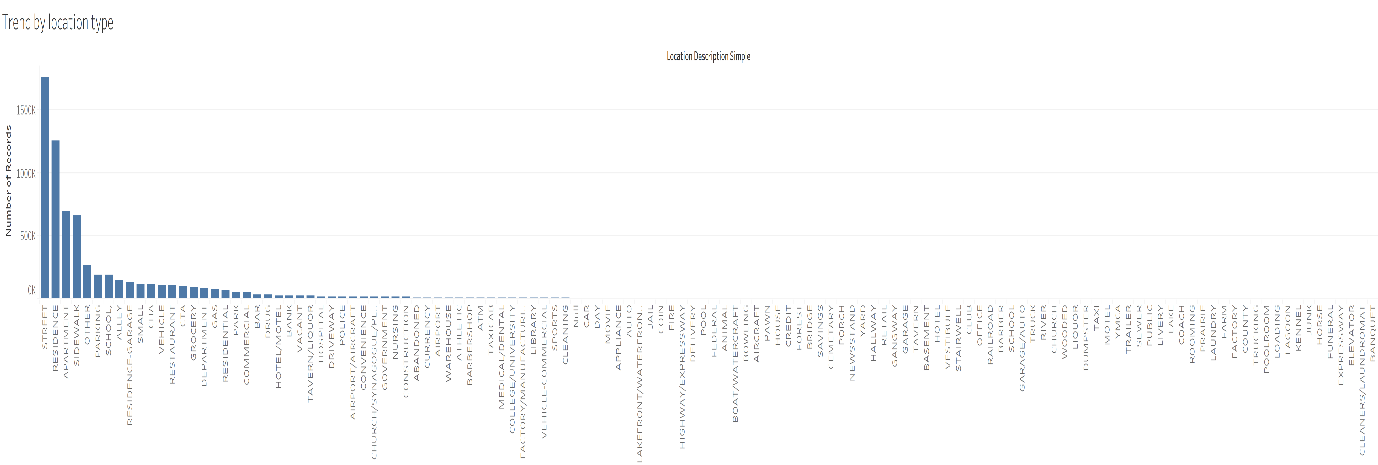 Trend by location type
Location Description Simple
Number of Records
1500K
1000K
500K
0K
STREET
RESIDENCE
APARTMENT
SIDEWALK
OTHER
PARKING
SCHOOL,
ALLEY
RESIDENCE-GARAGE
SMALL
CHA
VEHICLE
RESTAURANT
CTA
GROCERY
DEPARTMENT
GAS
RESIDENTIAL
PARK
COMMERCIAL
BAR
DRUG
HOTEL/MOTEL
BANK
VACANT
TAVERN/LIQUOR
HOSPITAL
DRIVEWAY
POLICE
AIRPORT/AIRCRAFT
CONVENIENCE
CHURCH/SYNAGOGUE/PL..
GOVERNMENT
NURSING
CONSTRUCTION
ABANDONED
CURRENCY
AIRPORT
WAREHOUSE
ATHLETIC
BARBERSHOP
ATM
TAXICAB
MEDICAL/DENTAL
COLLEGE/UNIVERSITY
FACTORY/MANUFACTURI..
LIBRARY
VEHICLE-COMMERCIAL
SPORTS
CLEANING
Null
CAR
DAY
MOVIE
APPLIANCE
AUTO
LAKEFRONT/WATERFRON..
JAIL
COIN
FIRE
HIGHWAY/EXPRESSWAY
DELIVERY
POOL
FEDERAL
ANIMAL
BOAT/WATERCRAFT
BOWLING
AIRCRAFT
PAWN
HOUSE
CREDIT
FOREST
BRIDGE
SAVINGS
CEMETARY
PORCH
NEWSSTAND
YARD
HALLWAY
RETAIL
GANGWAY
GARAGE
TAVERN
BASEMENT
HOTEL
VESTIBULE
STAIRWELL
CLUB
OFFICE
RAILROAD
BARBER
SCHOOL
GARAGE/AUTO
TRUCK
RIVER
CHURCH
WOODED
LIQUOR
DUMPSTER
TAXI
MOTEL
YMCA
TRAILER
SEWER
PUBLIC
LIVERY
LAKE
COACH
ROOMING
PRAIRIE
LAUNDRY
FARM
FACTORY
COUNTY
TRUCKING
POOLROOM
LOADING
LAGOON
KENNEL
JUNK
HORSE
FUNERAL
EXPRESSWAY
ELEVATOR
CLEANERS/LAUNDROMAT
BANQUET